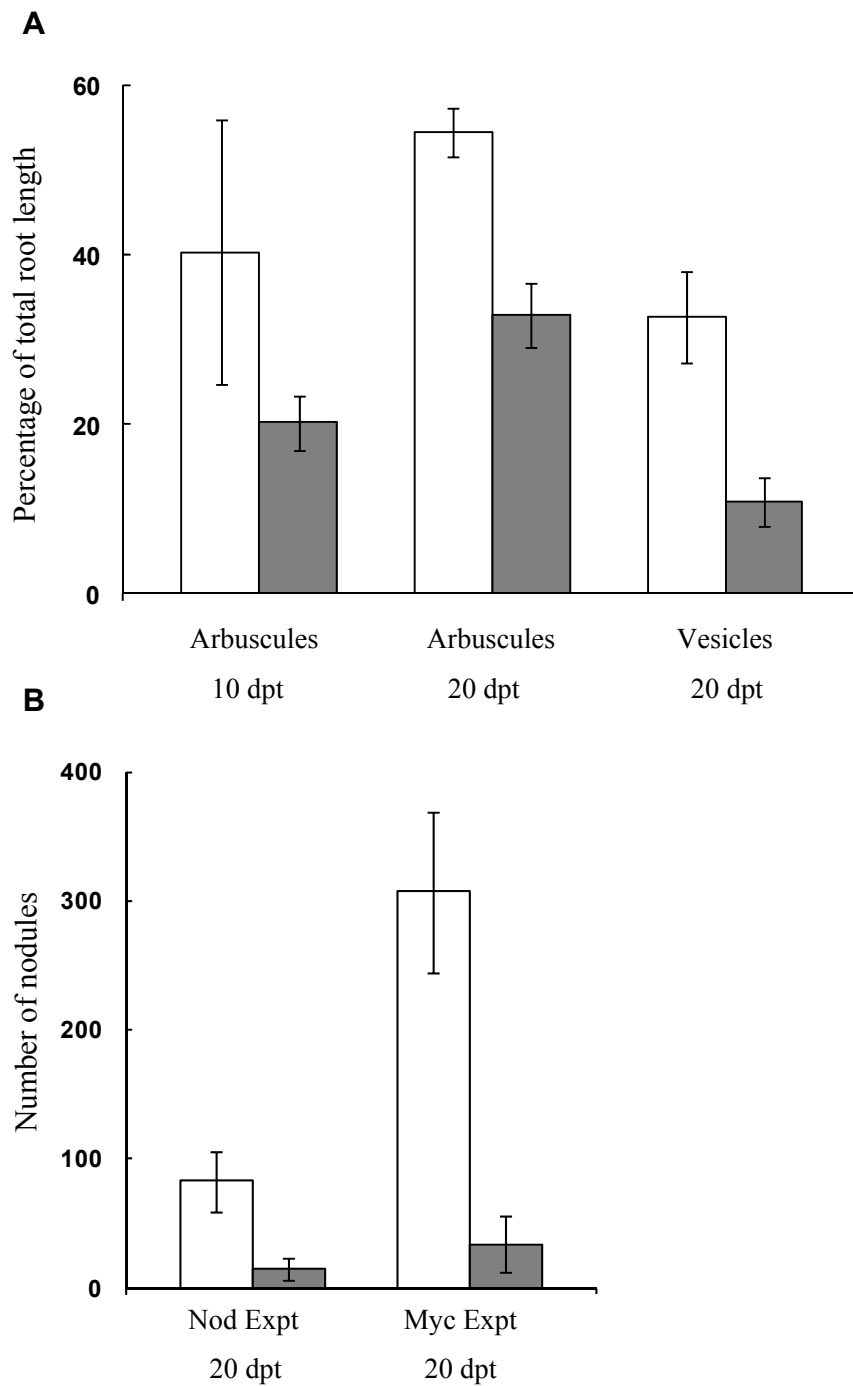 A
Percentage of total root length
60
40
20
0
Arbuscules Arbuscules Vesicles
10 dpt 20 dpt 20 dpt
B
Number of nodules
400
300
200
100
0
Nod Expt Myc Expt
20 dpt 20 dpt